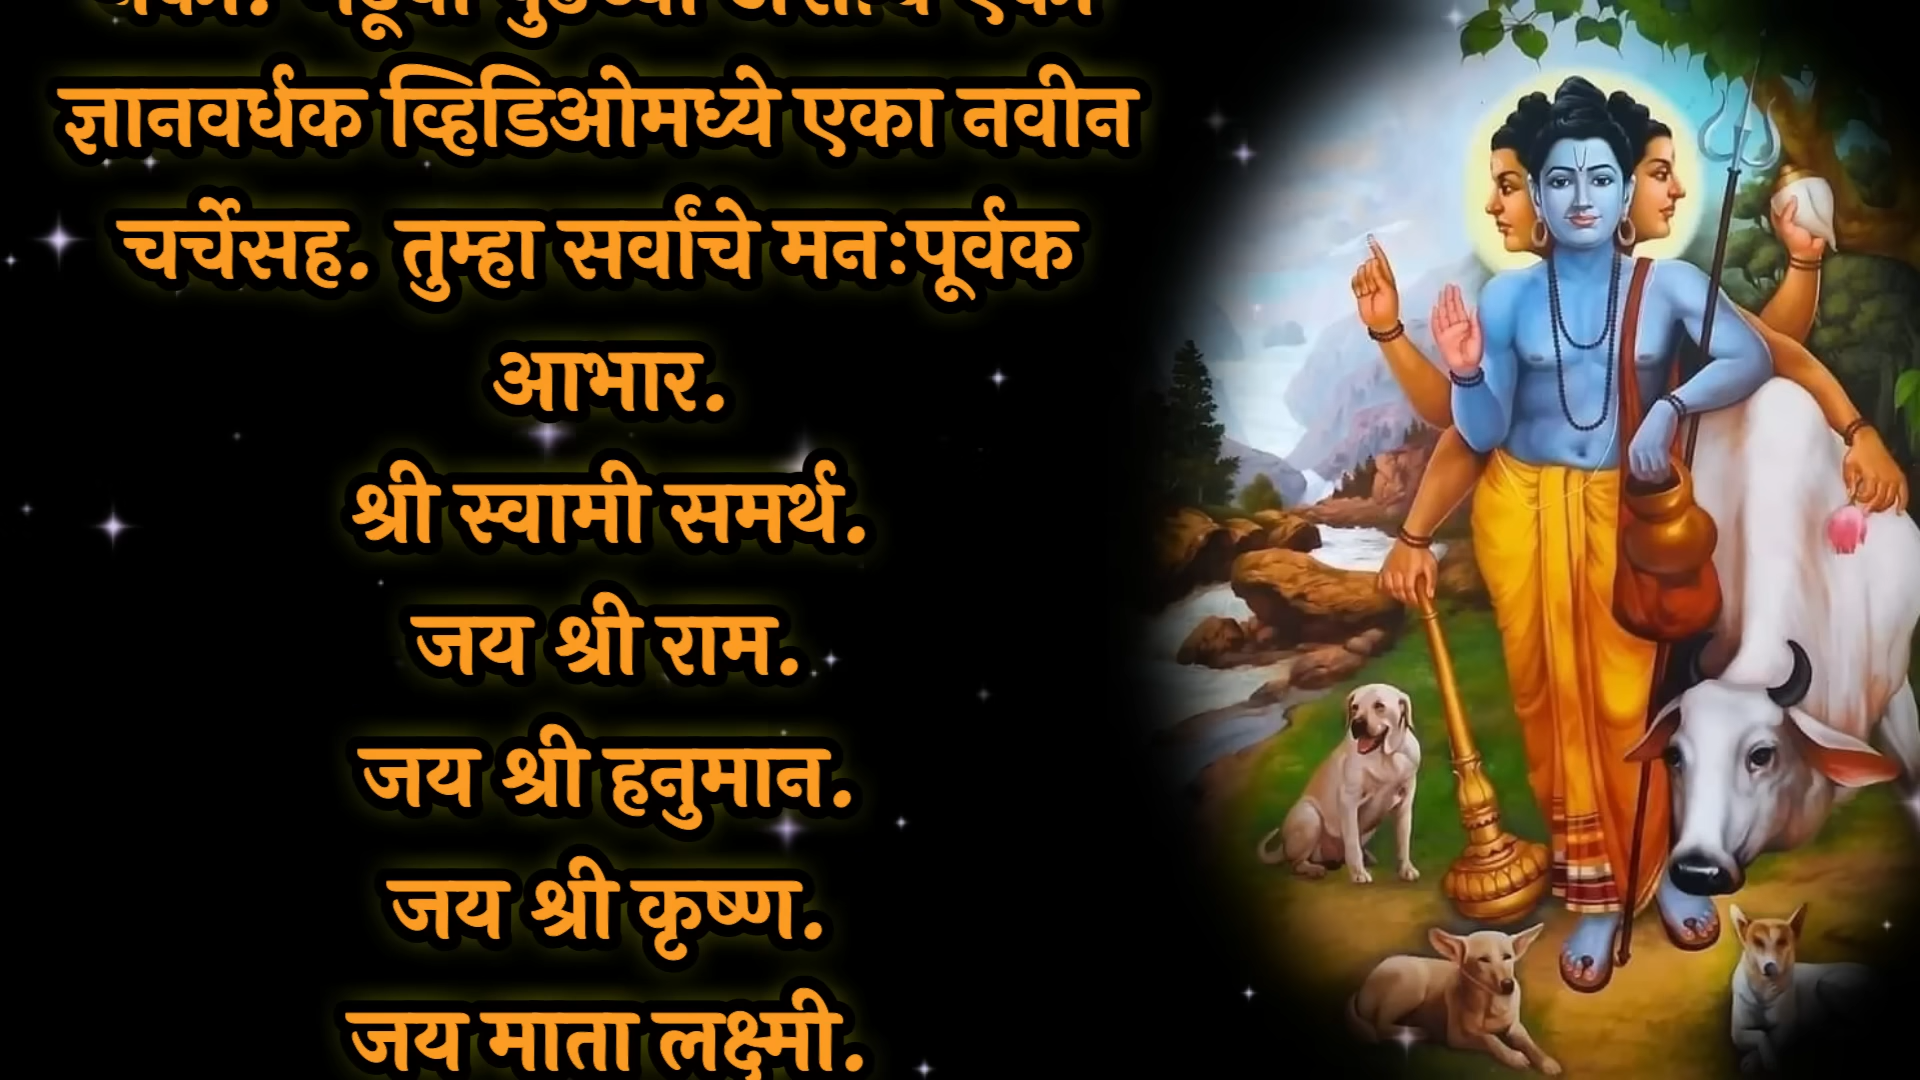 ज्ञानवर्धक व्हिडिओमध्ये एका नवीन
चर्चेसह. तुम्हा सर्वांचे मनःपूर्वक
आभार.
श्री स्वामी समर्थ.
जय श्री राम.
जय श्री हनुमान.
जय श्री कृष्ण.
जय माता लक्ष्मी.